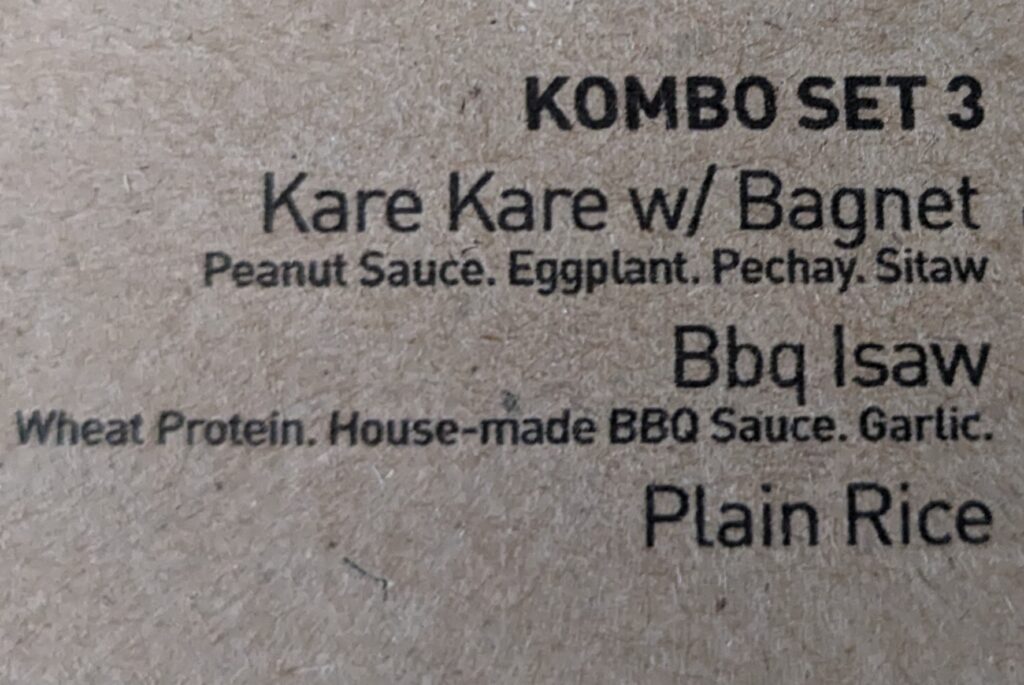 KOMBO SET 3
Kare Kare w/ Bagnet
Peanut Sauce. Eggplant. Pechay. Sitaw
Bbq Isaw
Wheat Protein. House-made BBQ Sauce. Garlic.
Plain Rice